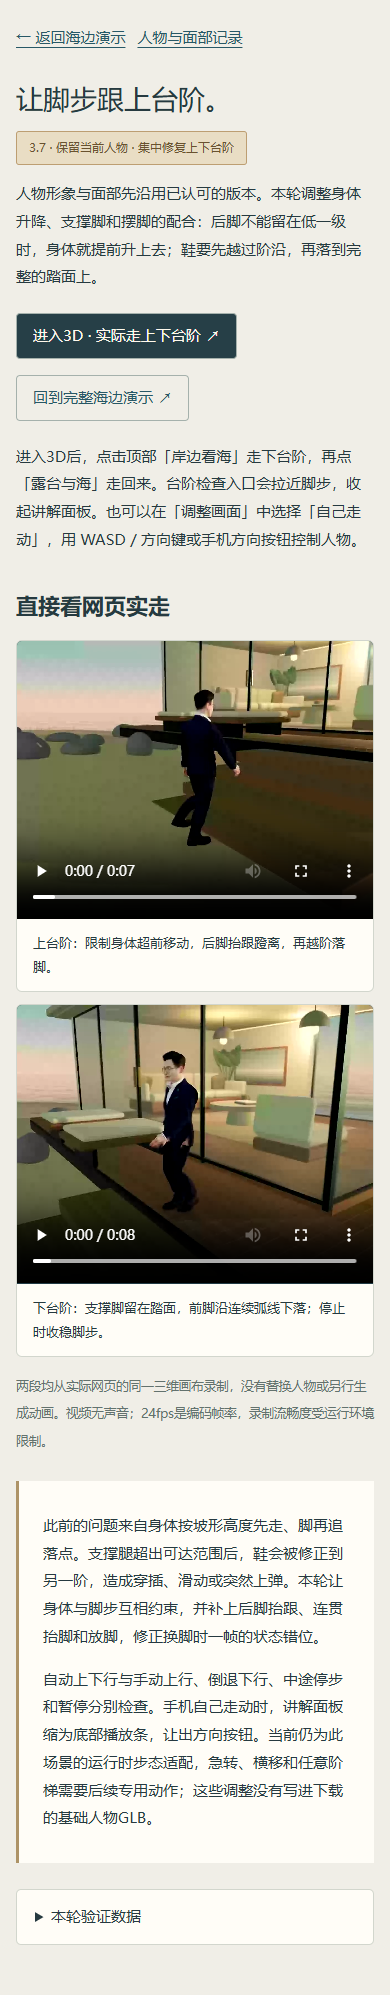 ← 返回海边演示 人物与面部记录
让脚步跟上台阶。
3.7 · 保留当前人物 · 集中修复上下台阶
人物形象与面部先沿用已认可的版本。本轮调整身体
升降、支撑脚和摆脚的配合：后脚不能留在低一级
时，身体就提前升上去；鞋要先越过阶沿，再落到完
整的踏面上。
进入3D · 实际走上下台阶 ↗
回到完整海边演示 ↗
进入3D后，点击顶部「岸边看海」走下台阶，再点
「露台与海」走回来。台阶检查入口会拉近脚步，收
起讲解面板。也可以在「调整画面」中选择「自己走
动」，用 WASD / 方向键或手机方向按钮控制人物。
直接看网页实走
0:00 / 0:07
上台阶：限制身体超前移动，后脚抬跟蹬离，再越阶落
脚。
0:00 / 0:08
下台阶：支撑脚留在踏面，前脚沿连续弧线下落；停止
时收稳脚步。
两段均从实际网页的同一三维画布录制，没有替换人物或另行生
成动画。视频无声音；24fps是编码帧率，录制流畅度受运行环境
限制。
此前的问题来自身体按坡形高度先走、脚再追
落点。支撑腿超出可达范围后，鞋会被修正到
另一阶，造成穿插、滑动或突然上弹。本轮让
身体与脚步互相约束，并补上后脚抬跟、连贯
抬脚和放脚，修正换脚时一帧的状态错位。
自动上下行与手动上行、倒退下行、中途停步
和暂停分别检查。手机自己走动时，讲解面板
缩为底部播放条，让出方向按钮。当前仍为此
场景的运行时步态适配，急转、横移和任意阶
梯需要后续专用动作；这些调整没有写进下载
的基础人物GLB。
▶ 本轮验证数据